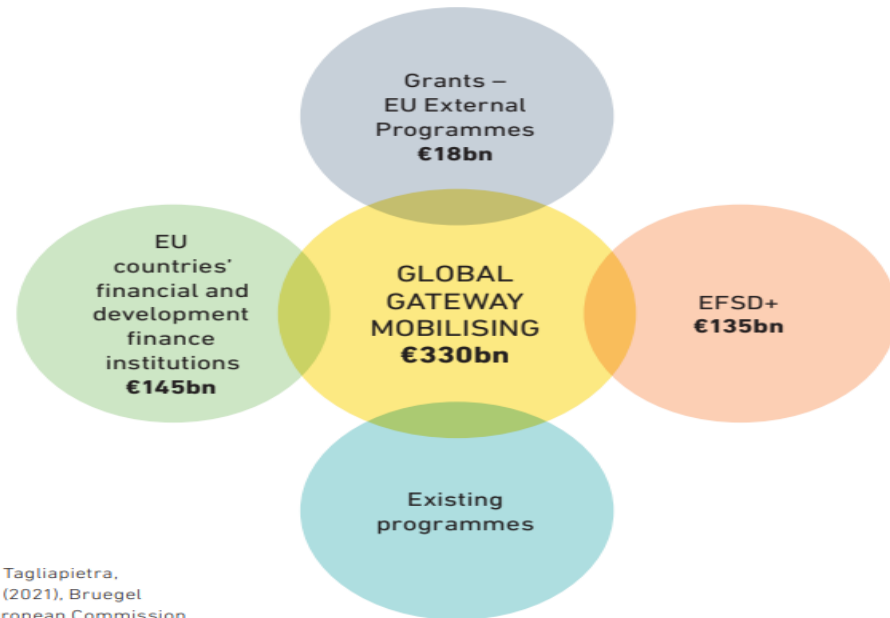 Grants –
EU External
Programmes
€18bn
EU
countries’
financial and
development
finance
institutions
€145bn
GLOBAL
GATEWAY
MOBILISING
€330bn
EFSD+
€135bn
Existing
programmes
Tagliapietra,
(2021), Bruegel
Commission